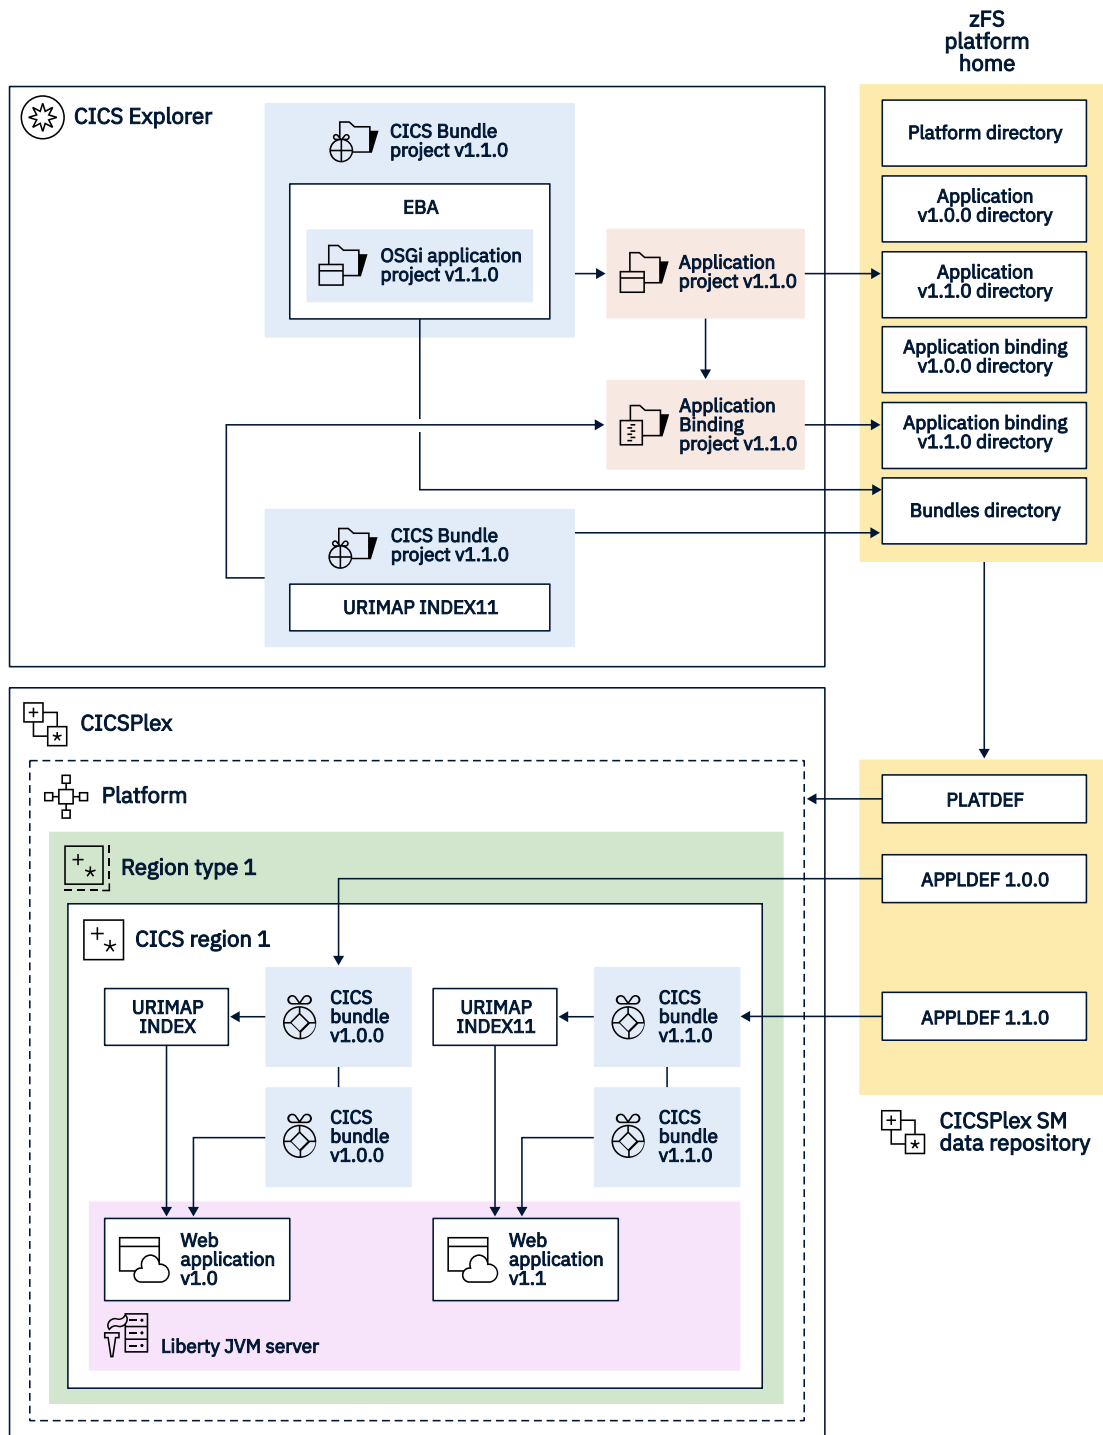 zFS
platform
home
CICS Explorer
CICS Bundle
project v1.1.0
EBA
OSGi application
project v1.1.0
Application
project v1.1.0
Application
Binding
project v1.1.0
CICS Bundle
project v1.1.0
URIMAP INDEX11
Platform directory
Application
v1.0.0 directory
Application
v1.1.0 directory
Application binding
v1.0.0 directory
Application binding
v1.1.0 directory
Bundles directory
CICSPlex
Platform
Region type 1
CICS region 1
URIMAP
INDEX
CICS
bundle
v1.0.0
URIMAP
INDEX11
CICS
bundle
v1.1.0
CICS
bundle
v1.0.0
CICS
bundle
v1.1.0
Web
application
v1.0
Web
application
v1.1
Liberty JVM server
PLATDEF
APPLDEF 1.0.0
APPLDEF 1.1.0
CICSPlex SM
data repository